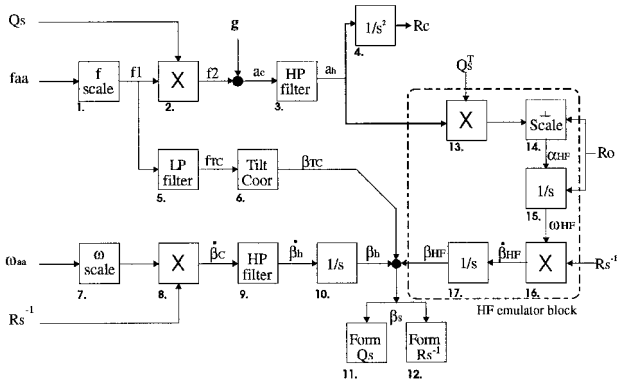 Qs
g
1/s²
4.
Rc
faa
f scale
1.
f1
X
2.
f2
ac
HP filter
3.
ah
QsT
X
13.
⊥ Scale
14.
αHF
Ro
LP filter
5.
fTC
Tilt Coor
6.
βTC
1/s
15.
ωHF
ωaa
ω scale
7.
X
8.
β̇c
HP filter
9.
β̇h
1/s
10.
βh
βHF
1/s
17.
β̇HF
X
16.
Rs-1
Rs-1
HF emulator block
βs
Form Qs
11.
Form Rs-1
12.